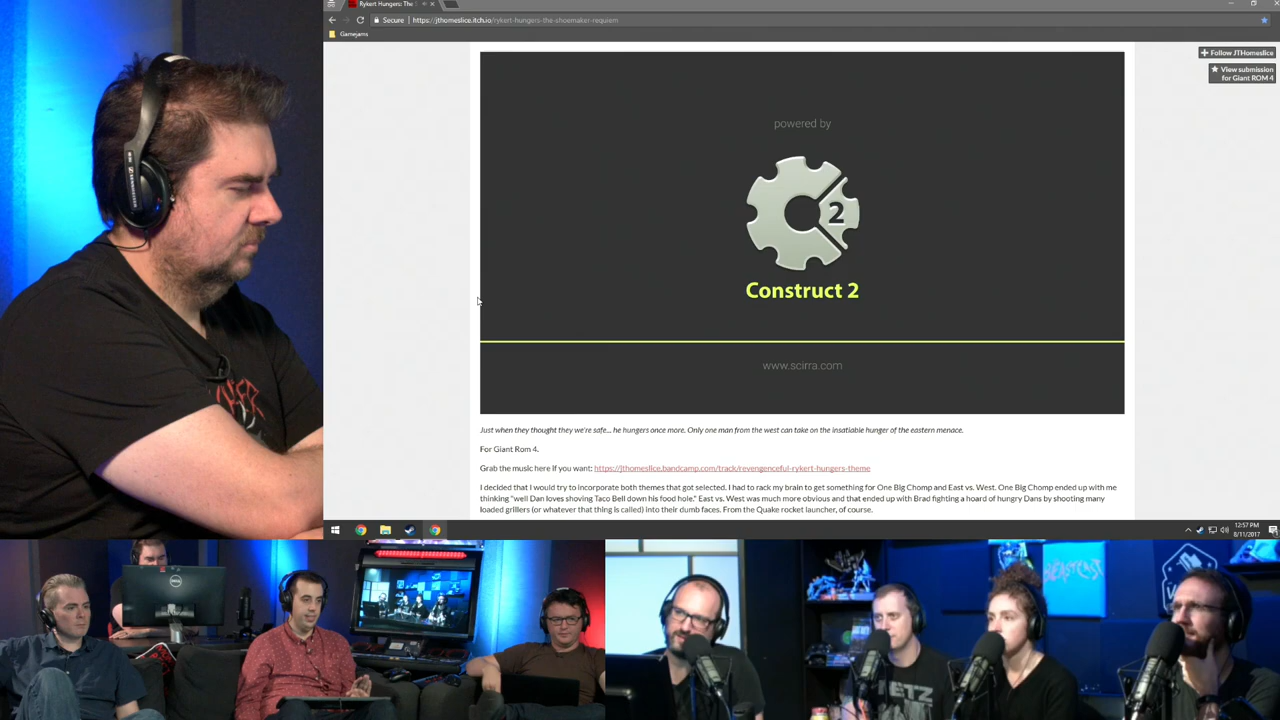 Rykert Hungers: The S
Secure https://jthomeslice.itch.io/rykert-hungers-the-shoemaker-requiem
Gamejams
Follow JTHomeslice
View submission
for Giant ROM 4
powered by
2
Construct 2
www.scirra.com
Just when they thought they we're safe... he hungers once more. Only one man from the west can take on the insatiable hunger of the eastern menace.
For Giant Rom 4.
Grab the music here if you want: https://jthomeslice.bandcamp.com/track/revengenceful-rykert-hungers-theme
I decided that I would try to incorporate both themes that got selected. I had to rack my brain to get something for One Big Chomp and East vs. West. One Big Chomp ended up with me
thinking "well Dan loves shoving Taco Bell down his food hole." East vs. West was much more obvious and that ended up with Brad fighting a hoard of hungry Dans by shooting many
loaded grillers (or whatever that thing is called) into their dumb faces. From the Quake rocket launcher, of course.
12:57 PM
8/11/2017
DELL
BEASTCAST